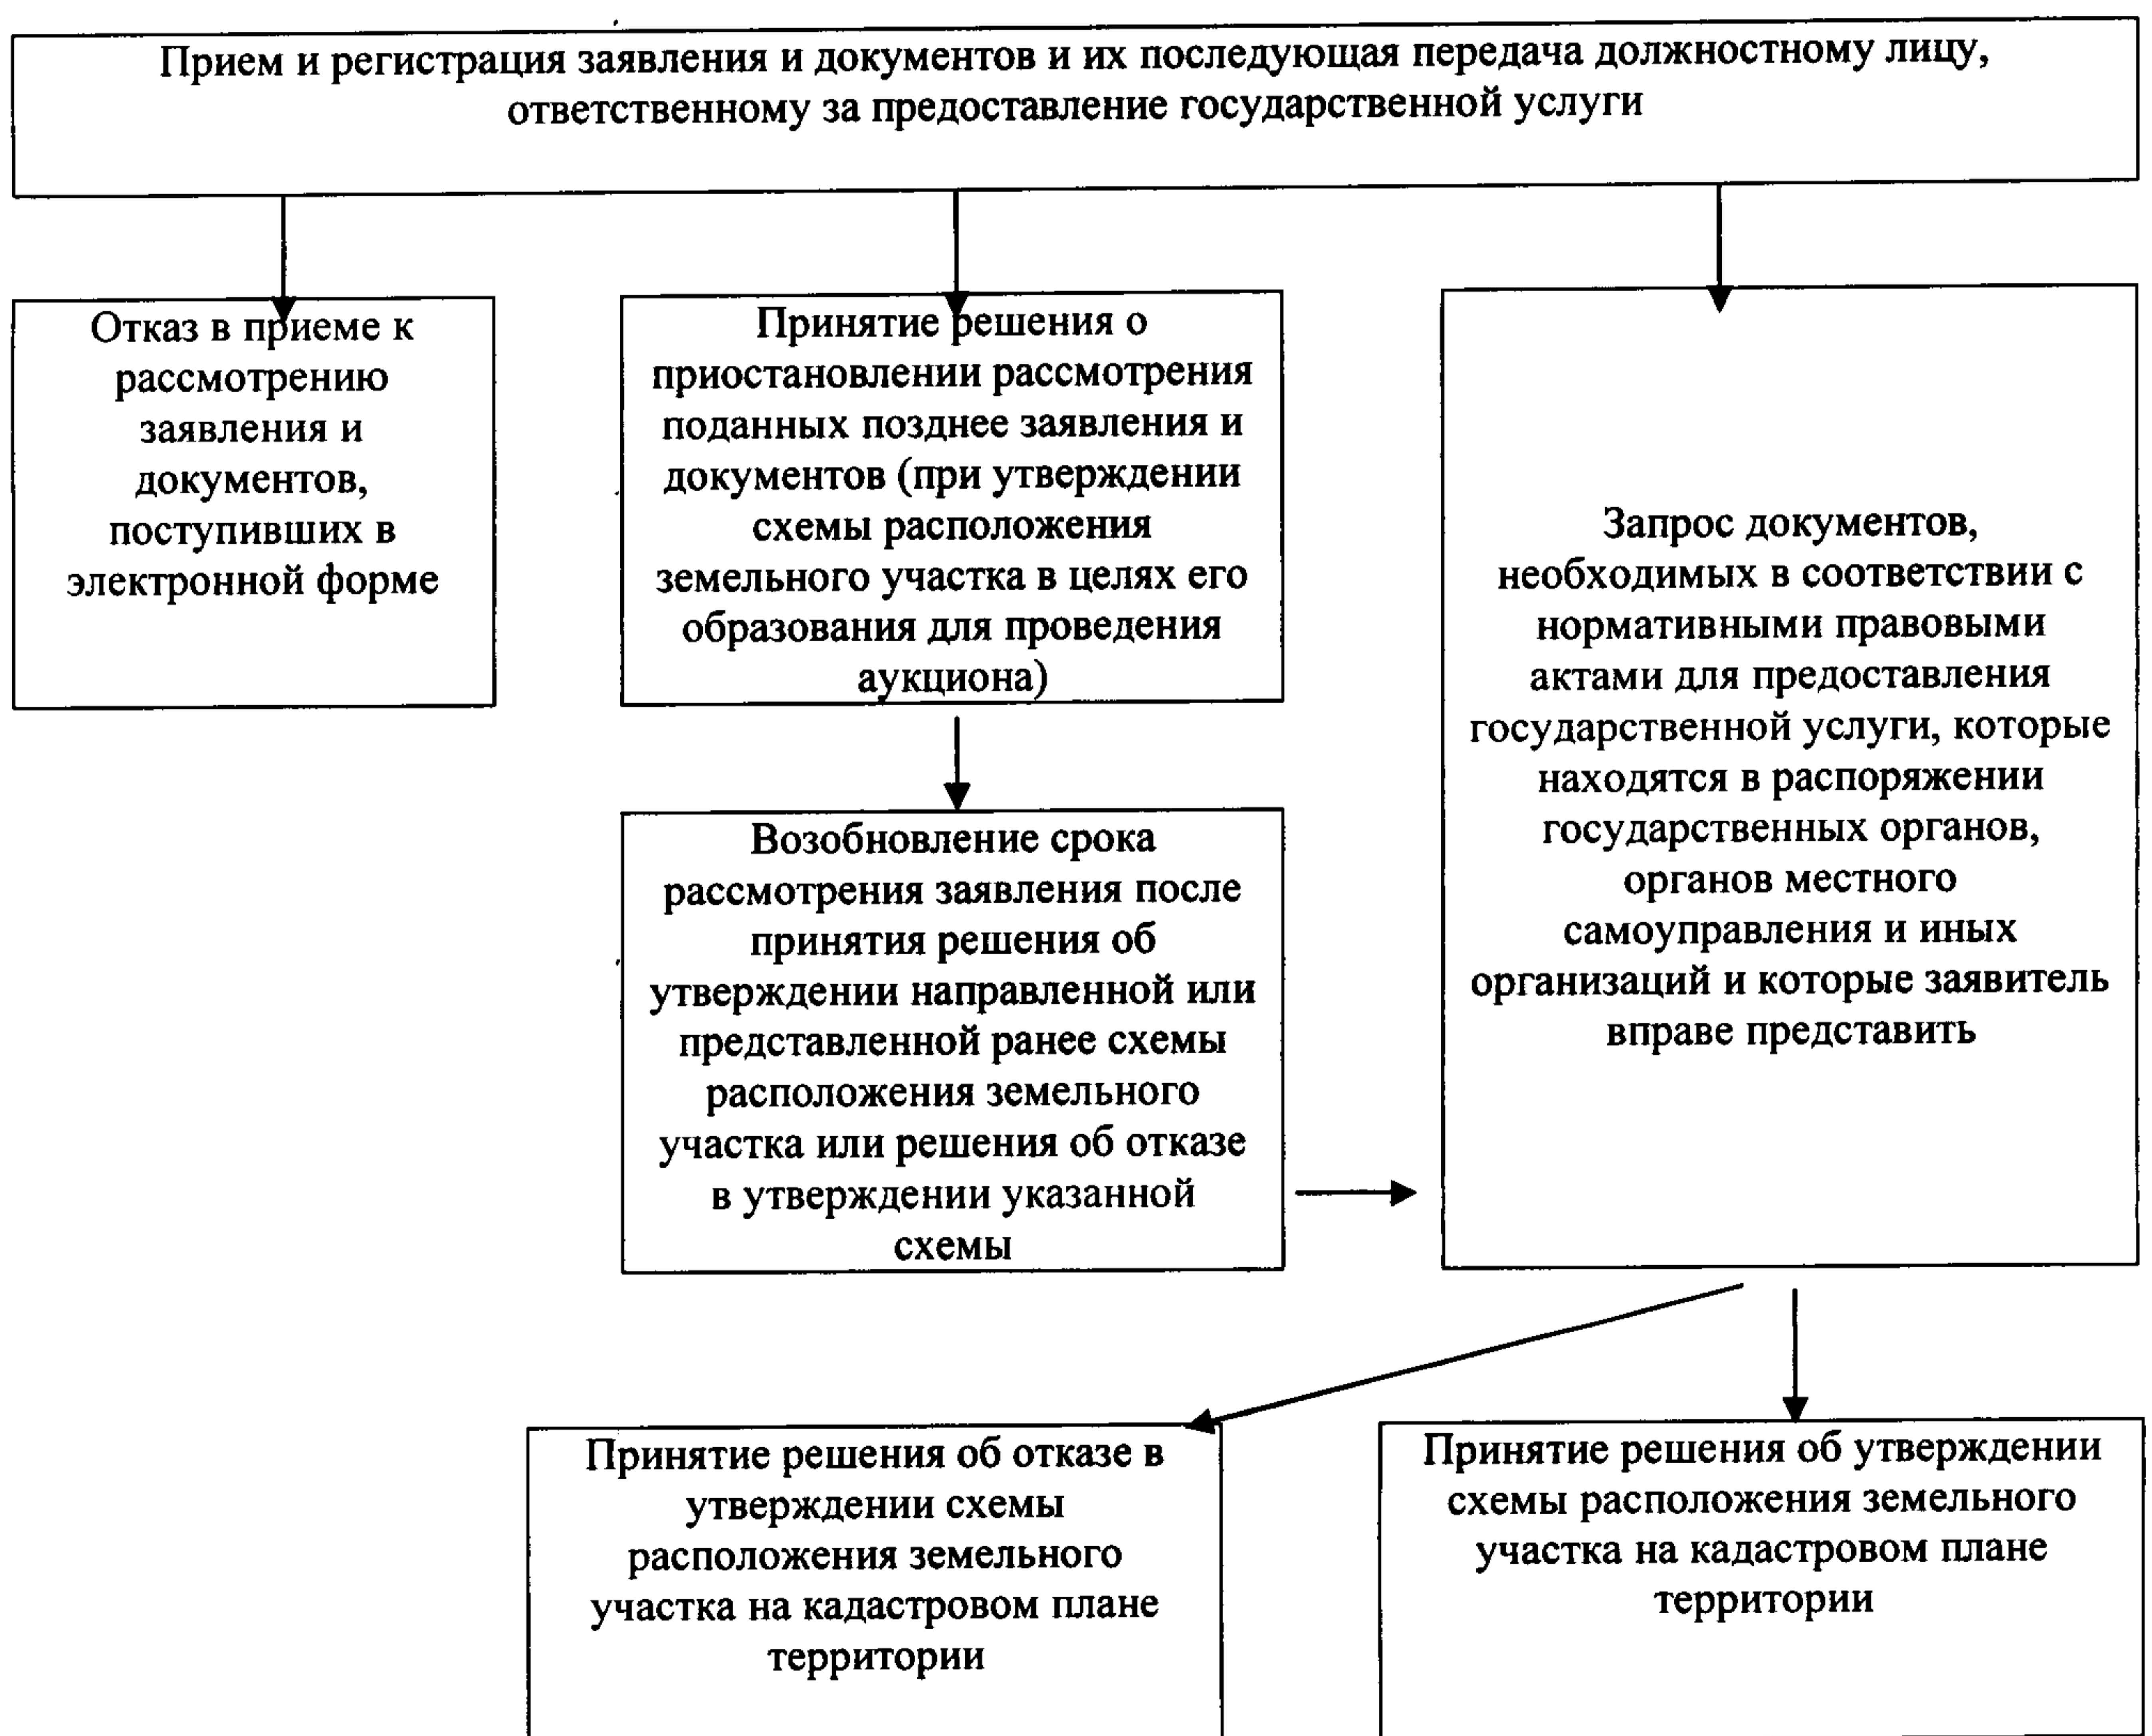 Прием и регистрация заявления и документов и их последующая передача должностному лицу,
ответственному за предоставление государственной услуги
Отказ в приеме к
рассмотрению
заявления и
документов,
поступивших в
электронной форме
Принятие решения о
приостановлении рассмотрения
поданных позднее заявления и
документов (при утверждении
схемы расположения
земельного участка в целях его
образования для проведения
аукциона)
Возобновление срока
рассмотрения заявления после
принятия решения об
утверждении направленной или
представленной ранее схемы
расположения земельного
участка или решения об отказе
в утверждении указанной
схемы
Запрос документов,
необходимых в соответствии с
нормативными правовыми
актами для предоставления
государственной услуги, которые
находятся в распоряжении
государственных органов,
органов местного
самоуправления и иных
организаций и которые заявитель
вправе представить
Принятие решения об отказе в
утверждении схемы
расположения земельного
участка на кадастровом плане
территории
Принятие решения об утверждении
схемы расположения земельного
участка на кадастровом плане
территории